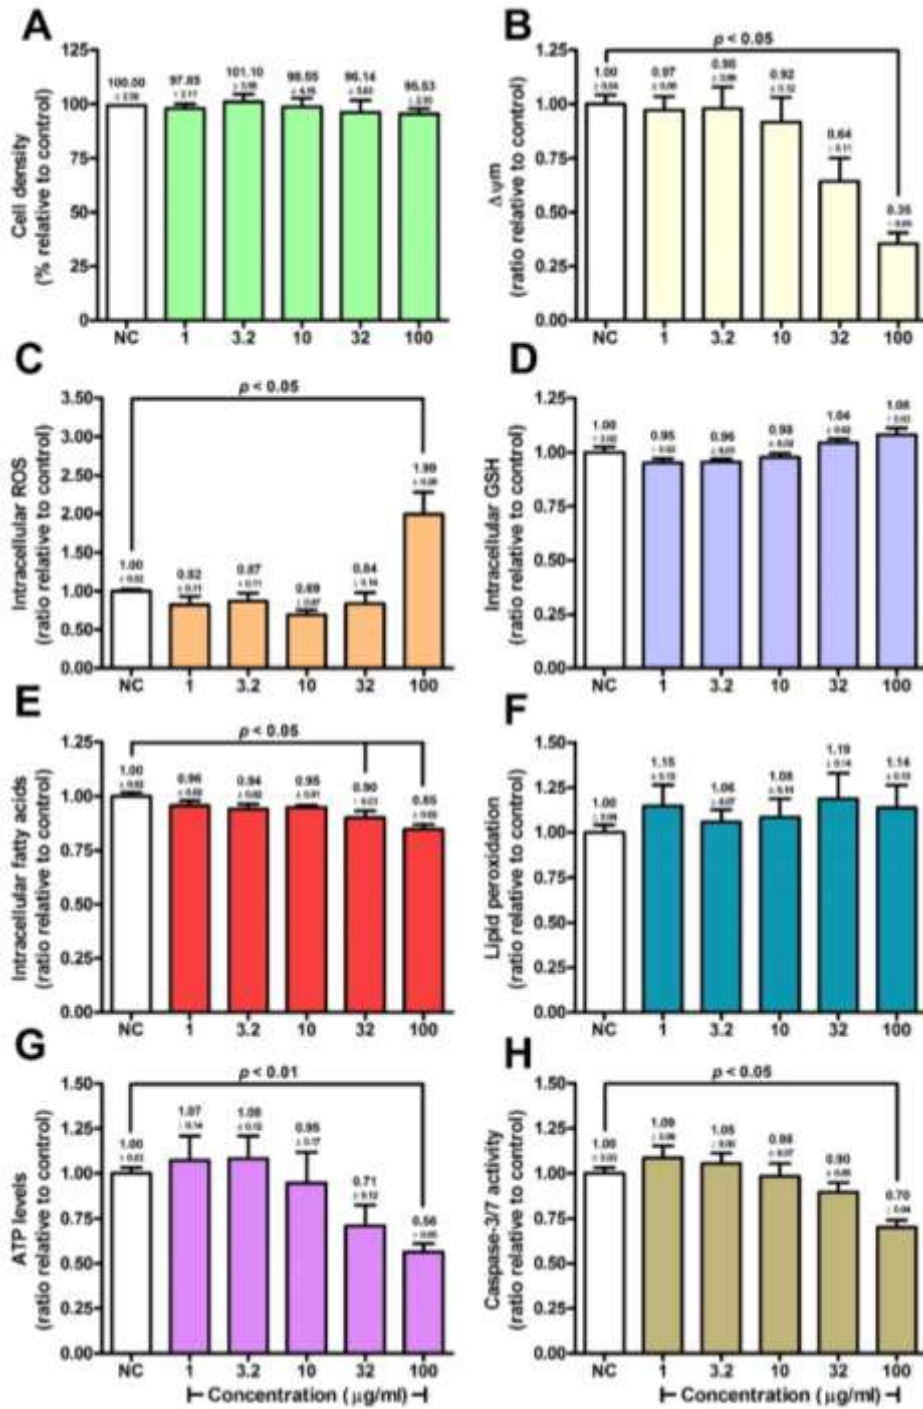 A
Cell density
(% relative to control)
125
100
75
50
25
0
100.00
101.10
NC 1 3.2 10 32 100
B
p < 0.05
Δψm
(ratio relative to control)
1.25
1.00
0.75
0.50
0.25
0.00
1.00 0.97 0.98 0.92 0.64 0.35
NC 1 3.2 10 32 100
C
p < 0.05
Intracellular ROS
(ratio relative to control)
3.50
3.00
2.50
2.00
1.50
1.00
0.50
0.00
1.00 0.82 0.87 0.69 0.84 1.99
NC 1 3.2 10 32 100
D
Intracellular GSH
(ratio relative to control)
1.25
1.00
0.75
0.50
0.25
0.00
1.00 0.95 0.96 0.98 1.04 1.08
NC 1 3.2 10 32 100
E
p < 0.05
Intracellular fatty acids
(ratio relative to control)
1.25
1.00
0.75
0.50
0.25
0.00
1.00 0.96 0.94 0.95 0.90 0.85
NC 1 3.2 10 32 100
F
Lipid peroxidation
(ratio relative to control)
1.50
1.25
1.00
0.75
0.50
0.25
0.00
1.00 1.15 1.06 1.08 1.19 1.14
NC 1 3.2 10 32 100
G
p < 0.01
ATP levels
(ratio relative to control)
1.50
1.25
1.00
0.75
0.50
0.25
0.00
1.00 1.07 1.08 0.95 0.71 0.56
NC 1 3.2 10 32 100
Concentration (μg/ml)
H
p < 0.05
Caspase-3/7 activity
(ratio relative to control)
1.50
1.25
1.00
0.75
0.50
0.25
0.00
1.00 1.09 1.05 0.98 0.90 0.70
NC 1 3.2 10 32 100
Concentration (μg/ml)